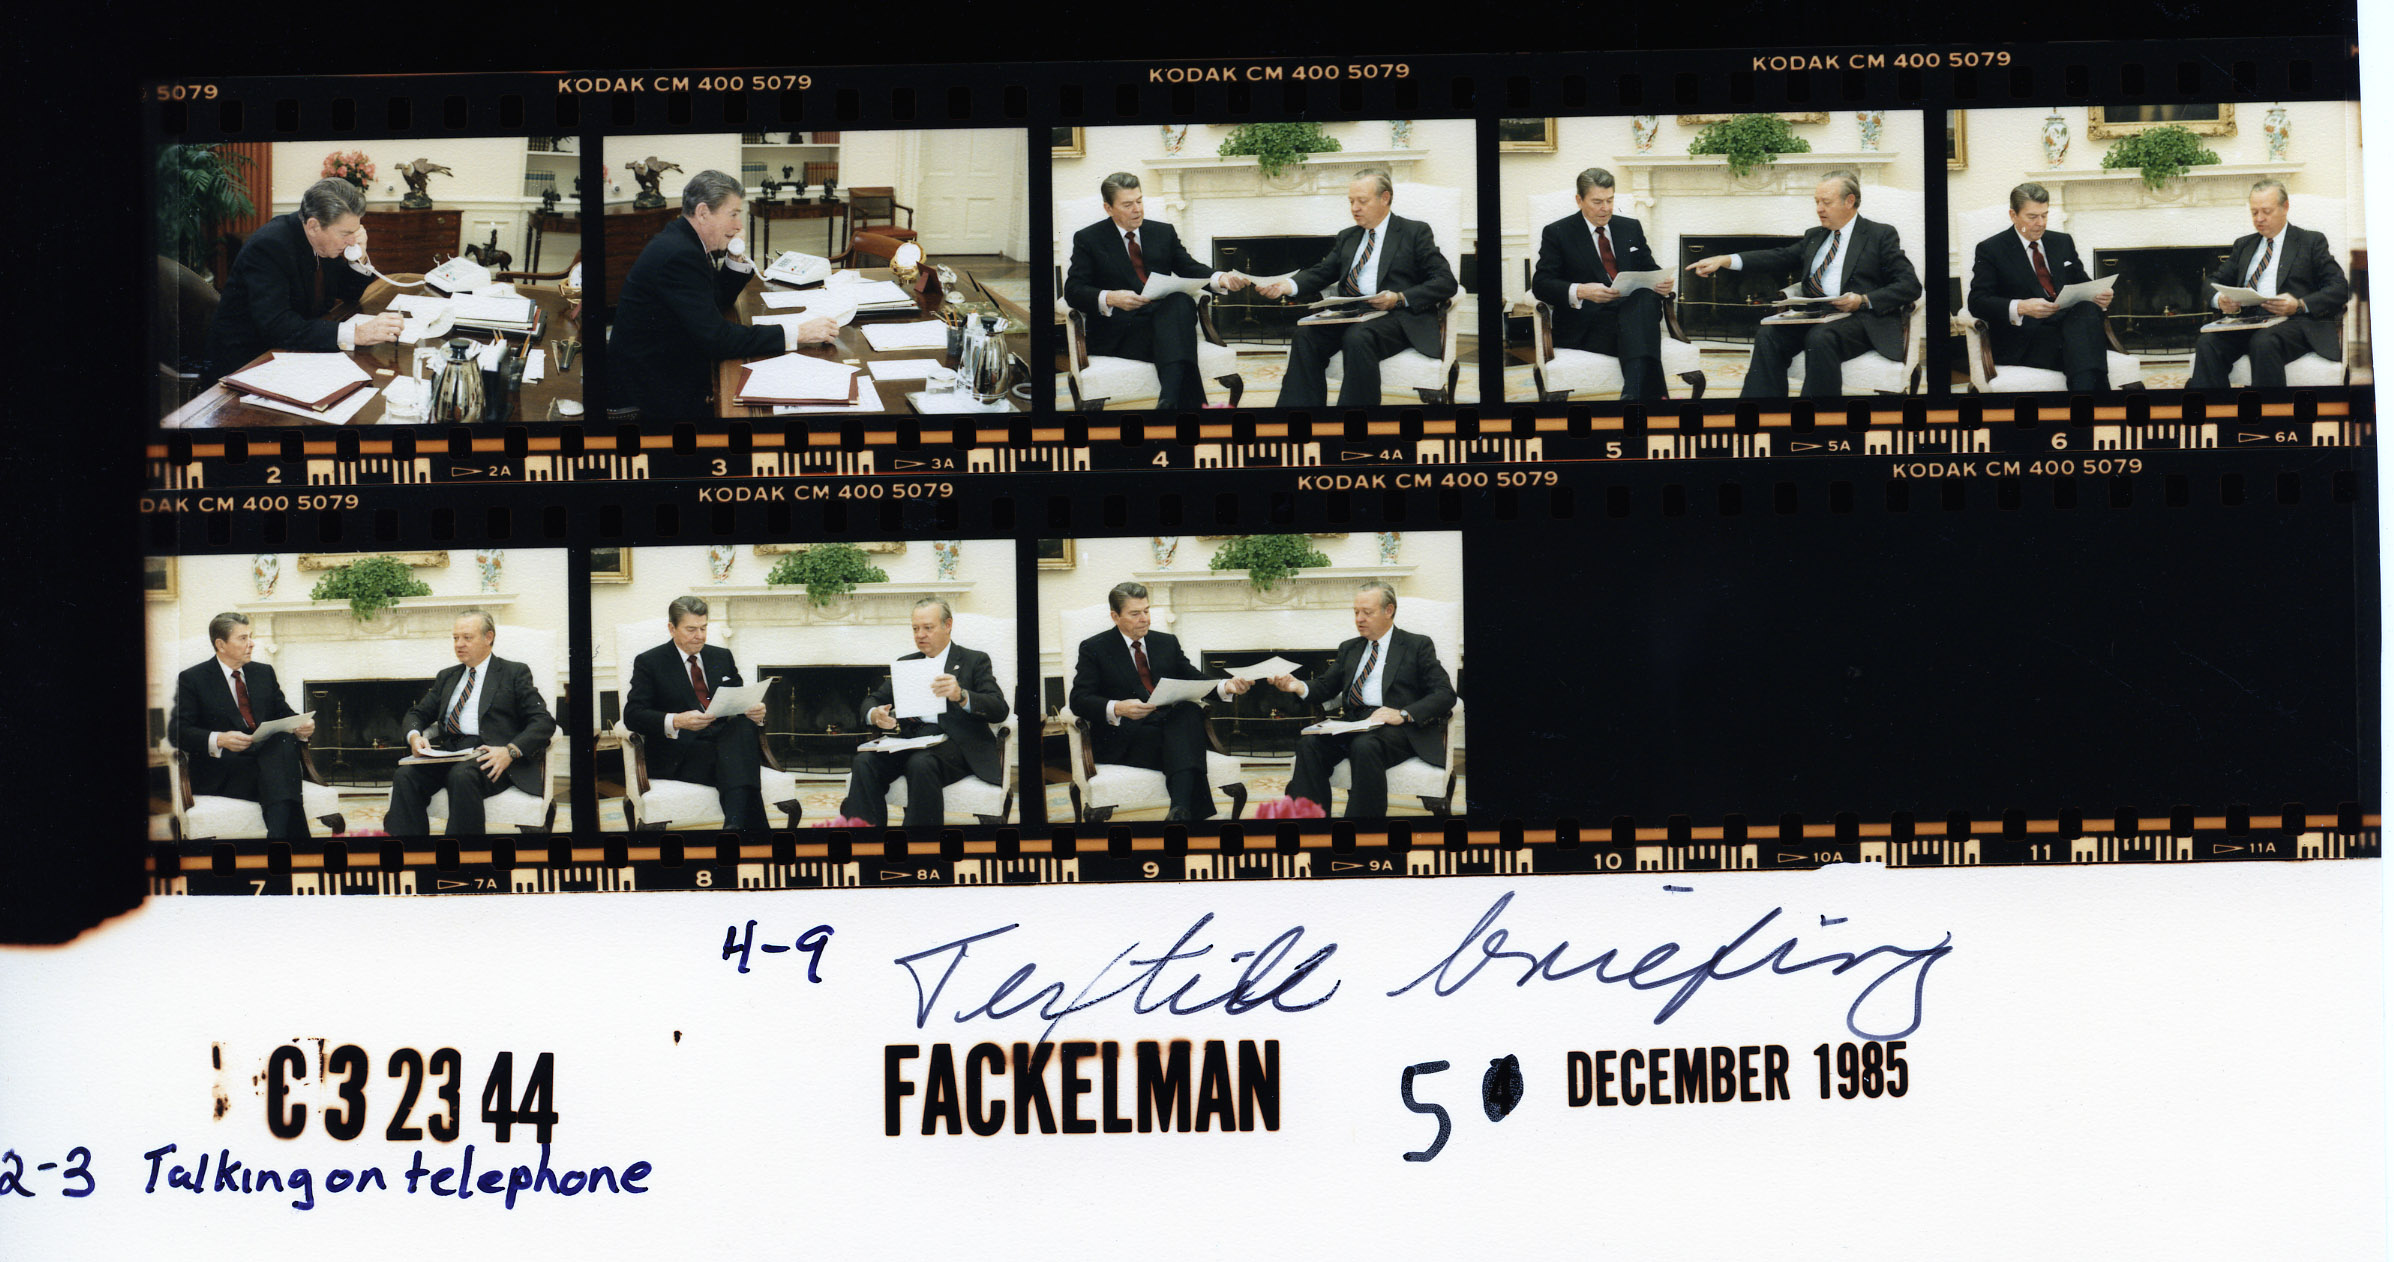 5079 KODAK CM 400 5079 KODAK CM 400 5079 KODAK CM 400 5079
2 2A 3 3A 4 4A 5 5A 6 6A
DAK CM 400 5079 KODAK CM 400 5079 KODAK CM 400 5079 KODAK CM 400 5079
7 7A 8 8A 9 9A 10 10A 11 11A
4-9 Textile briefing
C32344 FACKELMAN 5 DECEMBER 1985
2-3 Talking on telephone